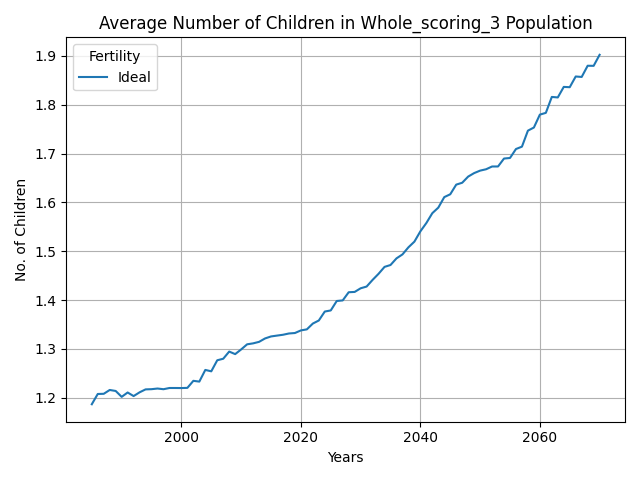 Average Number of Children in Whole_scoring_3 Population
Fertility
Ideal
No. of Children
1.9
1.8
1.7
1.6
1.5
1.4
1.3
1.2
2000 2020 2040 2060
Years